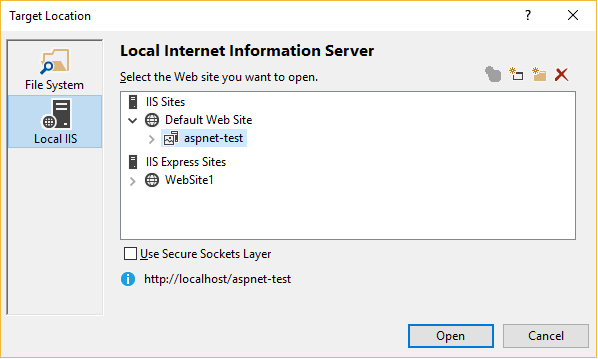 Target Location
?
Local Internet Information Server
Select the Web site you want to open.
File System
Local IIS
IIS Sites
Default Web Site
aspnet-test
IIS Express Sites
WebSite1
Use Secure Sockets Layer
http://localhost/aspnet-test
Open
Cancel